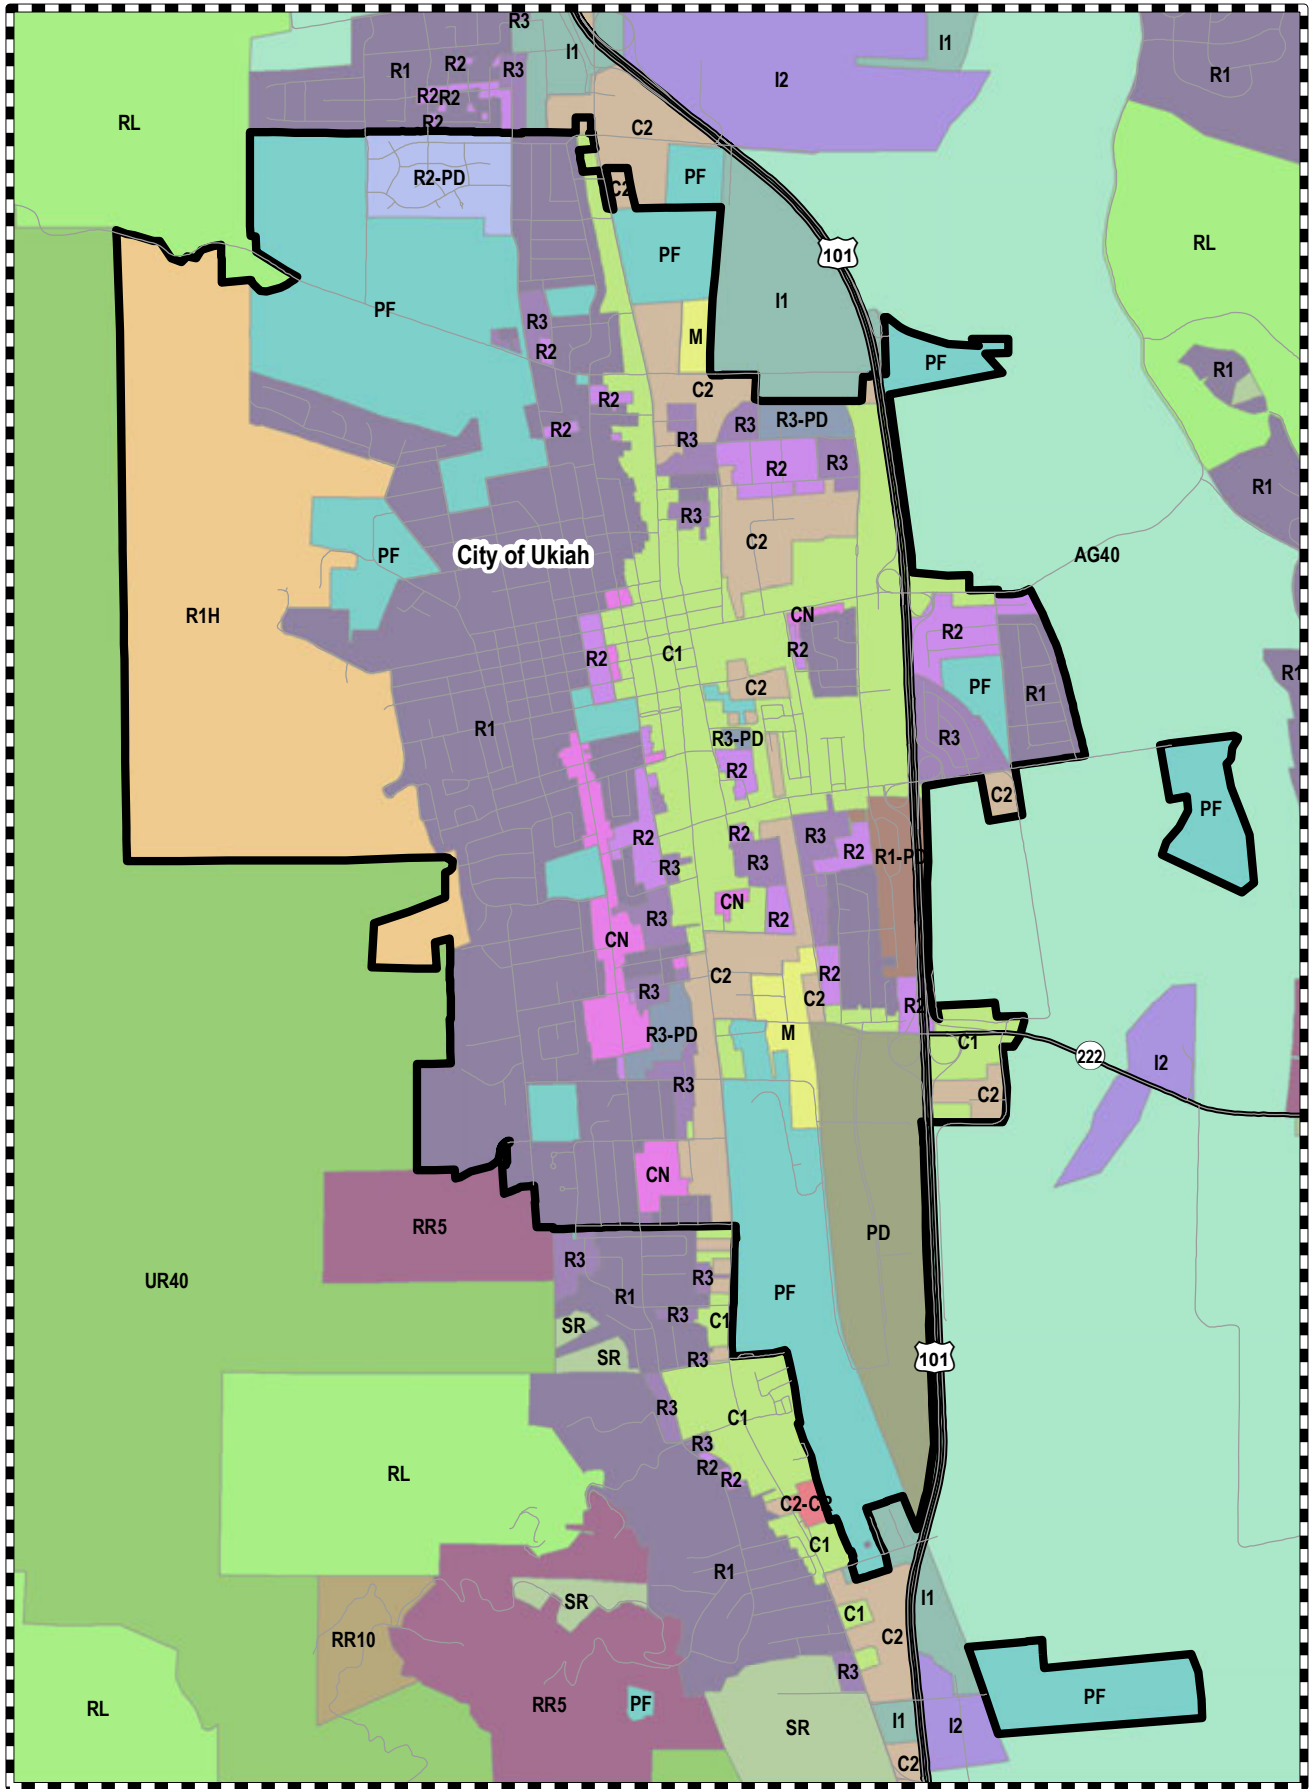 R3
I1
I1
R2
R3
R1
I2
R1
R2R2
R2
RL
C2
R2-PD
PF
C2
RL
PF
101
I1
PF
R3
M
R2
PF
R1
C2
R2
R3-PD
R3
R2
R3
R2
R3
R1
R3
C2
City of Ukiah
PF
AG40
R1H
CN
R2
R2
C1
R2
R1
C2
PF
R1
R1
R3-PD
R3
R2
C2
PF
R2
R3
R2
R2
R1-PD
R3
R3
CN
R3
R2
CN
C2
R2
R3
C2
R2
R3-PD
M
C1
222
I2
R3
C2
CN
RR5
PD
R3
UR40
R3
R1
PF
R3
C1
SR
SR
R3
101
R3
C1
R3
R2
R2
RL
C2-CR
C1
R1
SR
I1
C1
RR10
C2
R3
PF
RR5
PF
RL
SR
I1
I2
C2